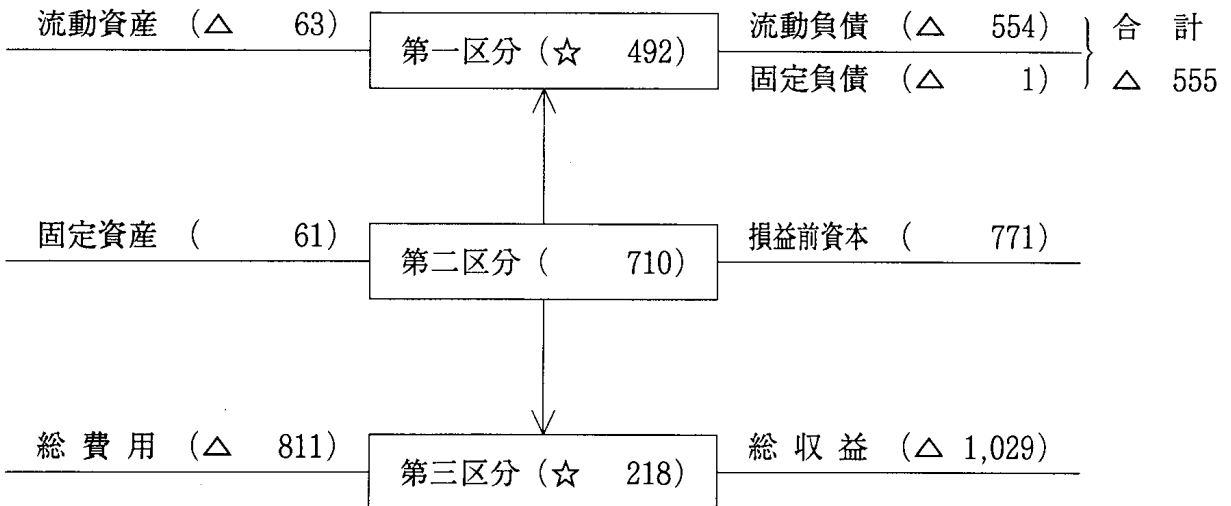 流動資産 (△ 63) 第一区分 (☆ 492) 流動負債 (△ 554) 合計
固定負債 (△ 1) △ 555
固定資産 ( 61) 第二区分 ( 710) 損益前資本 ( 771)
総費用 (△ 811) 第三区分 (☆ 218) 総収益 (△ 1,029)